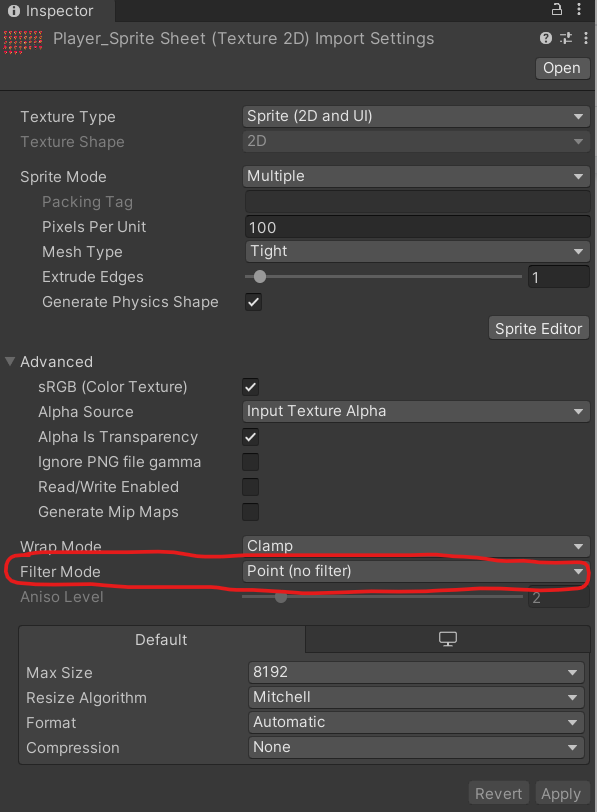 Inspector
Player_Sprite Sheet (Texture 2D) Import Settings
Open
Texture Type Sprite (2D and UI)
Texture Shape 2D
Sprite Mode Multiple
Packing Tag
Pixels Per Unit 100
Mesh Type Tight
Extrude Edges 1
Generate Physics Shape
Sprite Editor
Advanced
sRGB (Color Texture)
Alpha Source Input Texture Alpha
Alpha Is Transparency
Ignore PNG file gamma
Read/Write Enabled
Generate Mip Maps
Wrap Mode Clamp
Filter Mode Point (no filter)
Aniso Level 2
Default
Max Size 8192
Resize Algorithm Mitchell
Format Automatic
Compression None
Revert Apply